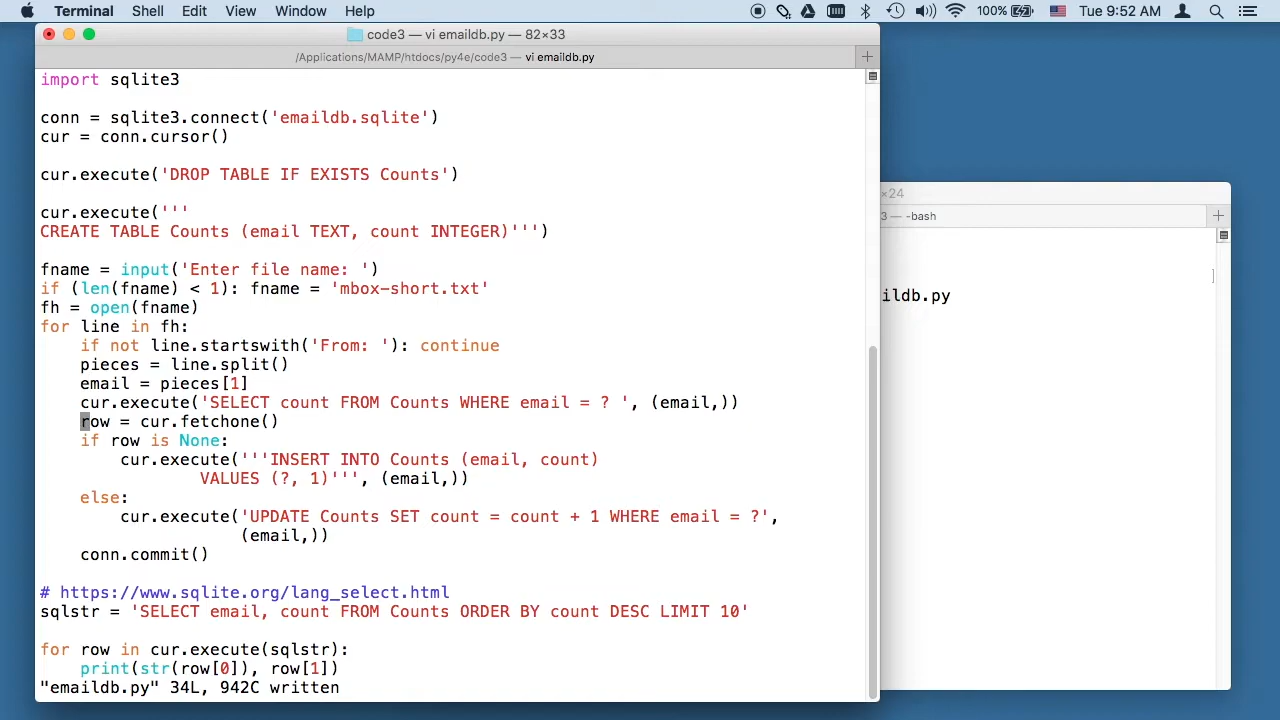 Terminal Shell Edit View Window Help 100% Tue 9:52 AM
code3 — vi emaildb.py — 82×33
/Applications/MAMP/htdocs/py4e/code3 — vi emaildb.py
import sqlite3
conn = sqlite3.connect('emaildb.sqlite')
cur = conn.cursor()
cur.execute('DROP TABLE IF EXISTS Counts')
cur.execute('''
CREATE TABLE Counts (email TEXT, count INTEGER)''')
fname = input('Enter file name: ')
if (len(fname) < 1): fname = 'mbox-short.txt'
fh = open(fname)
for line in fh:
    if not line.startswith('From: '): continue
    pieces = line.split()
    email = pieces[1]
    cur.execute('SELECT count FROM Counts WHERE email = ? ', (email,))
    row = cur.fetchone()
    if row is None:
        cur.execute('''INSERT INTO Counts (email, count)
                VALUES (?, 1)''', (email,))
    else:
        cur.execute('UPDATE Counts SET count = count + 1 WHERE email = ?',
                    (email,))
    conn.commit()
# https://www.sqlite.org/lang_select.html
sqlstr = 'SELECT email, count FROM Counts ORDER BY count DESC LIMIT 10'
for row in cur.execute(sqlstr):
    print(str(row[0]), row[1])
"emaildb.py" 34L, 942C written
×24
3 — -bash
ildb.py